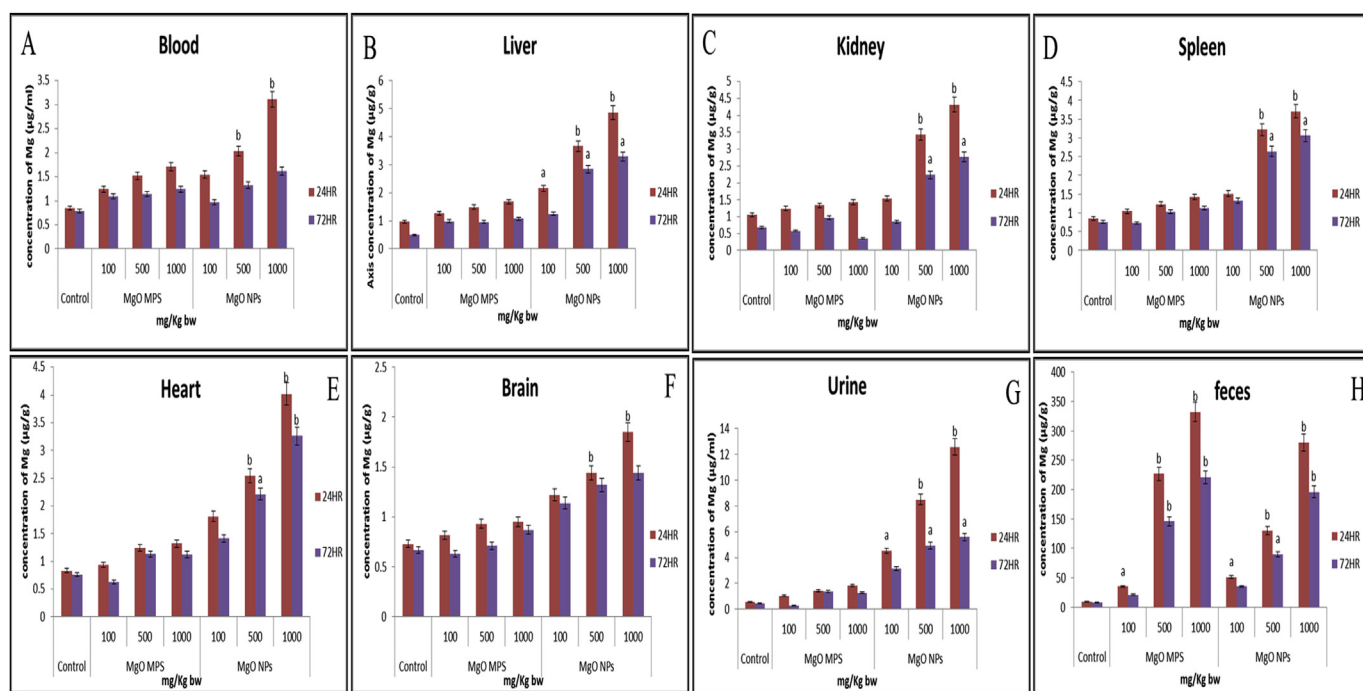 A
Blood
concentration of Mg (µg/ml)
3.5
3
2.5
2
1.5
1
0.5
0
b
b
24HR
72HR
100 500 1000 100 500 1000
Control MgO MPS MgO NPs
mg/Kg bw
B
Liver
Axis concentration of Mg (µg/g)
6
5
4
3
2
1
0
a
b
a
b
a
24HR
72HR
100 500 1000 100 500 1000
Control MgO MPS MgO NPs
mg/Kg bw
C
Kidney
concentration of Mg (µg/g)
5
4.5
4
3.5
3
2.5
2
1.5
1
0.5
0
b
a
b
a
24HR
72HR
100 500 1000 100 500 1000
Control MgO MPS MgO NPs
mg/Kg bw
D
Spleen
concentration of Mg (µg/g)
4.5
4
3.5
3
2.5
2
1.5
1
0.5
0
b
a
b
a
24HR
72HR
100 500 1000 100 500 1000
Control MgO MPS MgO NPs
mg/Kg bw
Heart
E
concentration of Mg (µg/g)
4.5
4
3.5
3
2.5
2
1.5
1
0.5
0
b
a
b
b
24HR
72HR
100 500 1000 100 500 1000
Control MgO MPS MgO NPs
mg/Kg bw
Brain
F
concentration of Mg (µg/g)
2.5
2
1.5
1
0.5
0
b
b
24HR
72HR
100 500 1000 100 500 1000
Control MgO MPS MgO NPs
mg/Kg bw
Urine
G
concentration of Mg (µg/ml)
14
12
10
8
6
4
2
0
a
b
a
b
a
24HR
72HR
100 500 1000 100 500 1000
Control MgO MPS MgO NPs
mg/Kg bw
feces
H
concentration of Mg (µg/g)
400
350
300
250
200
150
100
50
0
a
b
b
b
b
a
b
a
b
b
24HR
72HR
100 500 1000 100 500 1000
Control MgO MPS MgO NPs
mg/Kg bw